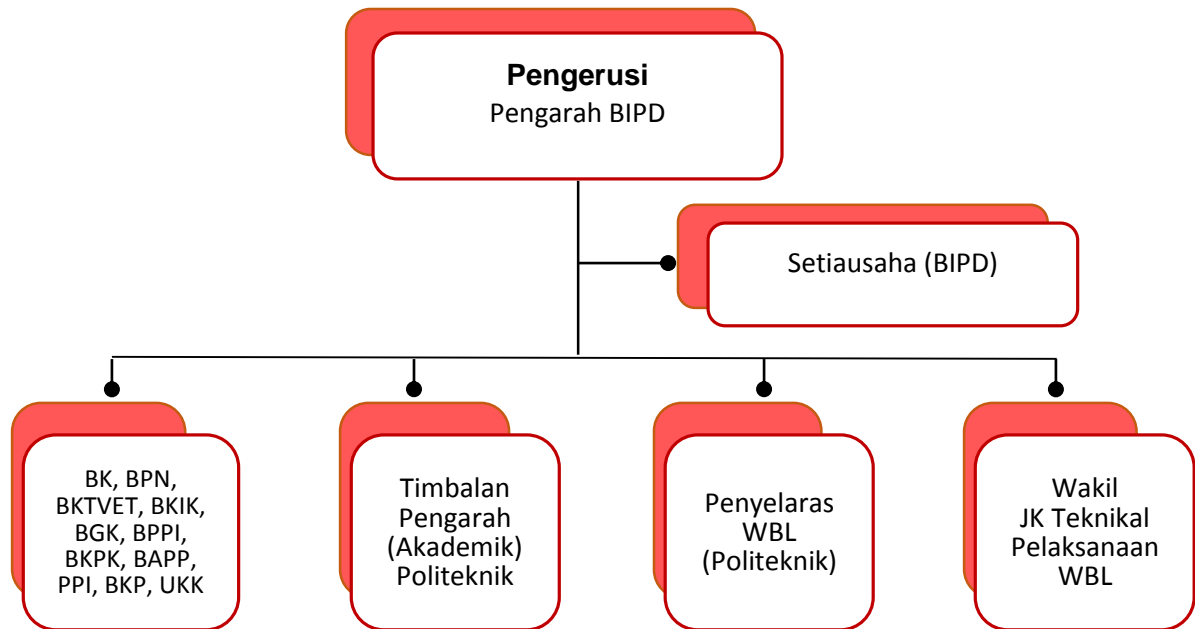 Pengerusi
Pengarah BIPD
Setiausaha (BIPD)
BK, BPN,
BKTVET, BKIK,
BGK, BPPI,
BKPK, BAPP,
PPI, BKP, UKK
Timbalan
Pengarah
(Akademik)
Politeknik
Penyelaras
WBL
(Politeknik)
Wakil
JK Teknikal
Pelaksanaan
WBL